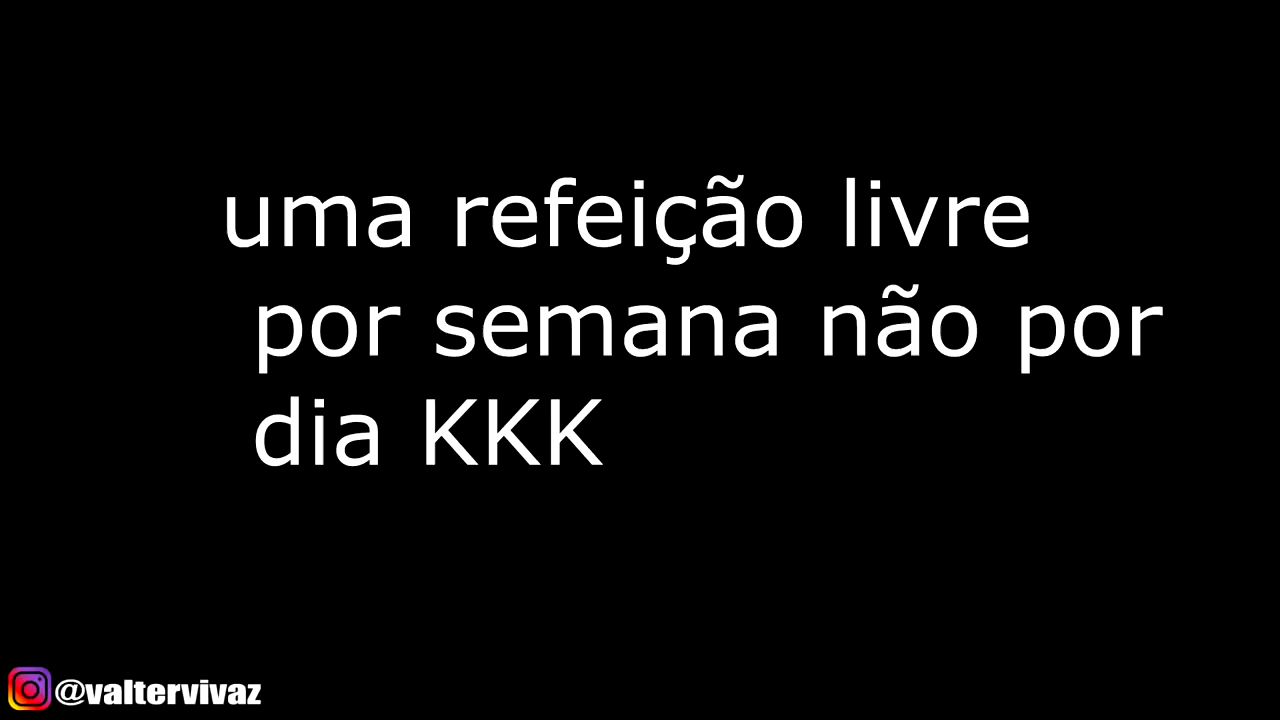 uma refeição livre
por semana não por
dia KKK
@valtervivaz